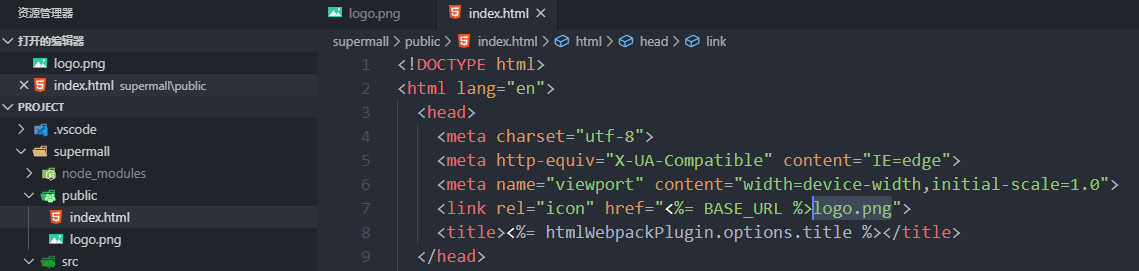 资源管理器
打开的编辑器
logo.png
index.html supermall\public
PROJECT
.vscode
supermall
node_modules
public
index.html
logo.png
src
logo.png index.html
supermall > public > index.html > html > head > link
1 <!DOCTYPE html>
2 <html lang="en">
3 <head>
4 <meta charset="utf-8">
5 <meta http-equiv="X-UA-Compatible" content="IE=edge">
6 <meta name="viewport" content="width=device-width,initial-scale=1.0">
7 <link rel="icon" href="<%= BASE_URL %>logo.png">
8 <title><%= htmlWebpackPlugin.options.title %></title>
9 </head>